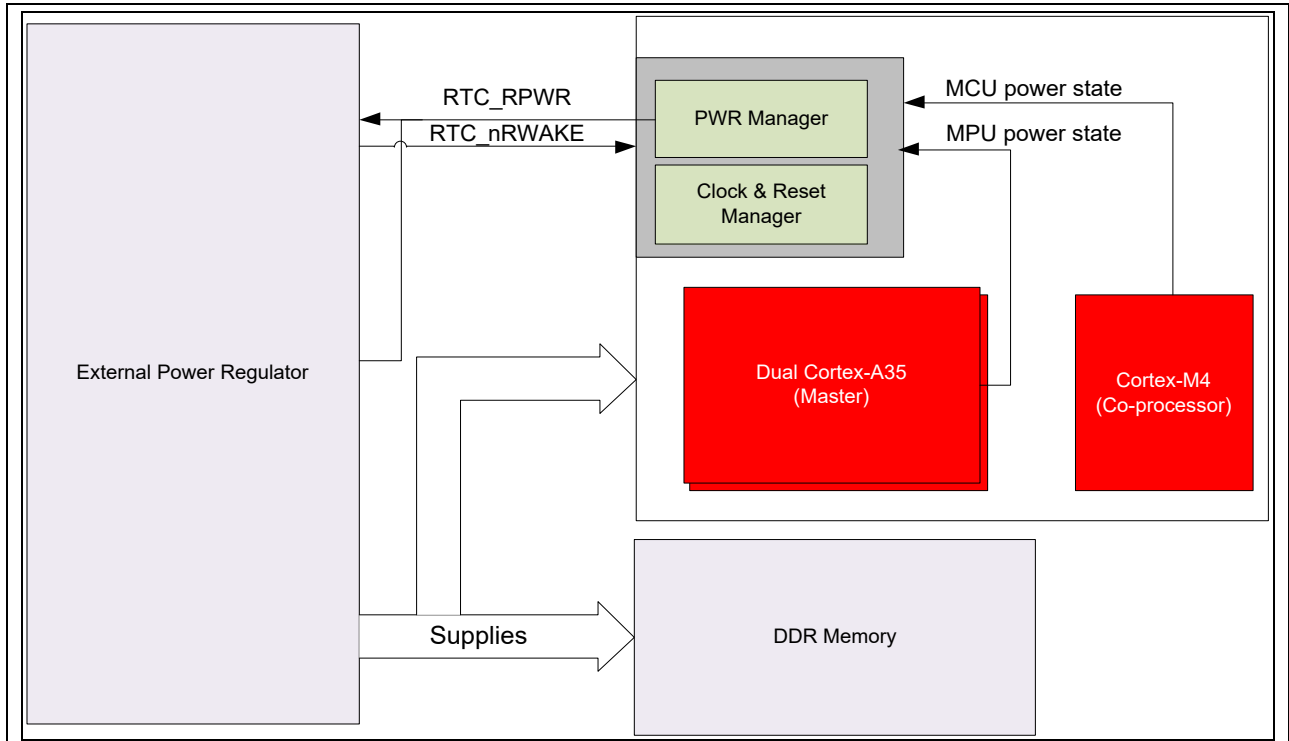 RTC_RPWR
RTC_nRWAKE
PWR Manager
Clock & Reset
Manager
MCU power state
MPU power state
External Power Regulator
Dual Cortex-A35
(Master)
Cortex-M4
(Co-processor)
Supplies
DDR Memory